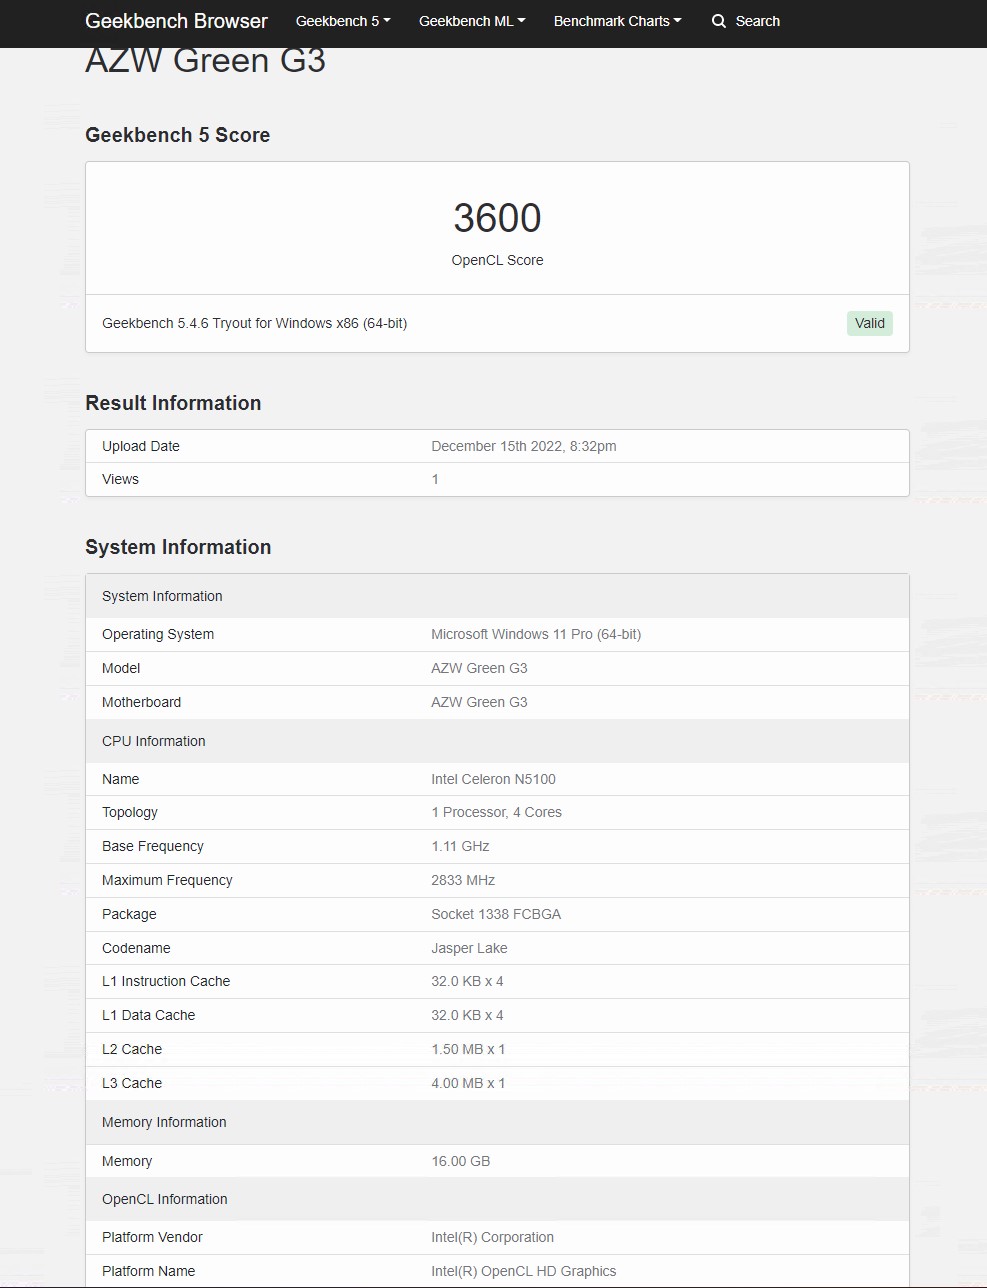 Geekbench Browser Geekbench 5 Geekbench ML Benchmark Charts Search
AZW Green G3
Geekbench 5 Score
3600
OpenCL Score
Geekbench 5.4.6 Tryout for Windows x86 (64-bit) Valid
Result Information
Upload Date December 15th 2022, 8:32pm
Views 1
System Information
System Information
Operating System Microsoft Windows 11 Pro (64-bit)
Model AZW Green G3
Motherboard AZW Green G3
CPU Information
Name Intel Celeron N5100
Topology 1 Processor, 4 Cores
Base Frequency 1.11 GHz
Maximum Frequency 2833 MHz
Package Socket 1338 FCBGA
Codename Jasper Lake
L1 Instruction Cache 32.0 KB x 4
L1 Data Cache 32.0 KB x 4
L2 Cache 1.50 MB x 1
L3 Cache 4.00 MB x 1
Memory Information
Memory 16.00 GB
OpenCL Information
Platform Vendor Intel(R) Corporation
Platform Name Intel(R) OpenCL HD Graphics